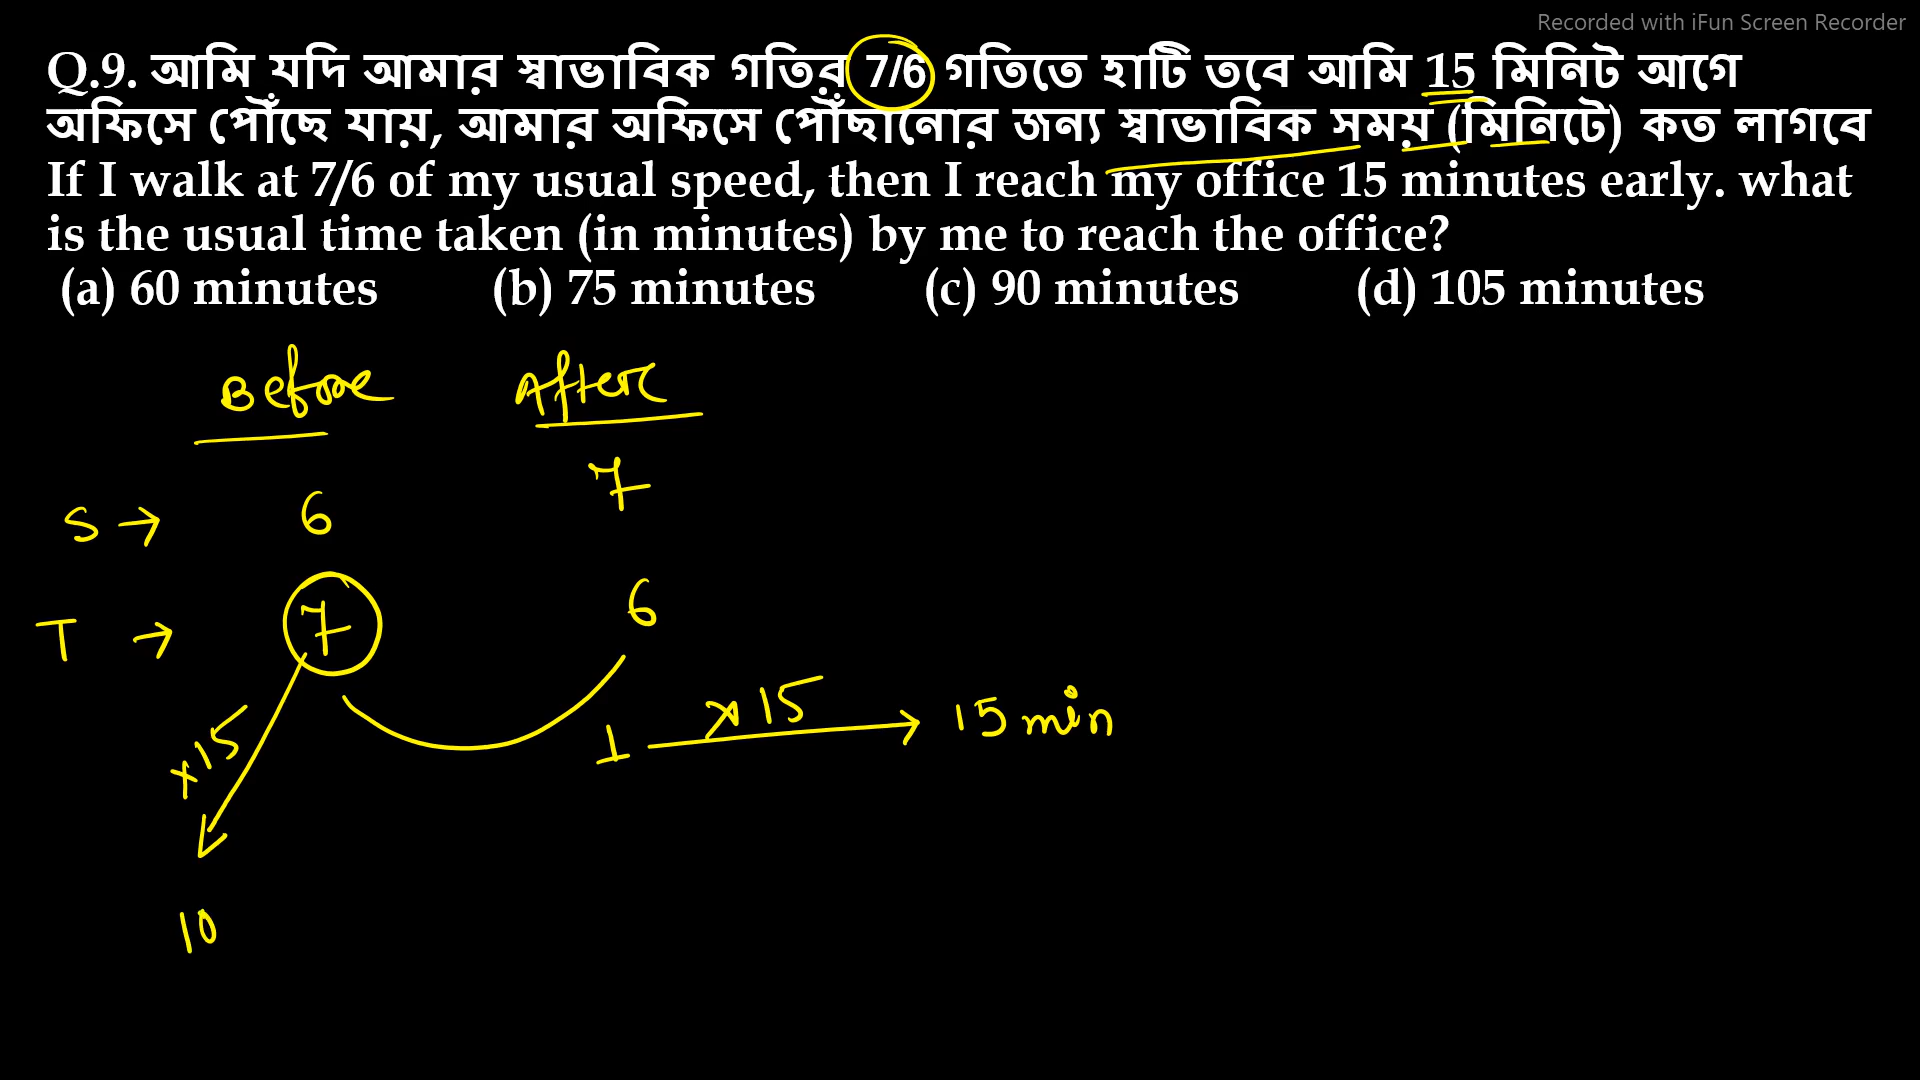 Recorded with iFun Screen Recorder
Q.9. আমি যদি আমার স্বাভাবিক গতির 7/6 গতিতে হাটি তবে আমি 15 মিনিট আগে
অফিসে পৌঁছে যায়, আমার অফিসে পৌঁছানোর জন্য স্বাভাবিক সময় (মিনিটে) কত লাগবে
If I walk at 7/6 of my usual speed, then I reach my office 15 minutes early. what
is the usual time taken (in minutes) by me to reach the office?
(a) 60 minutes (b) 75 minutes (c) 90 minutes (d) 105 minutes
Before After
S → 6 7
T → 7 6
×15 1 ×15 → 15 min
10